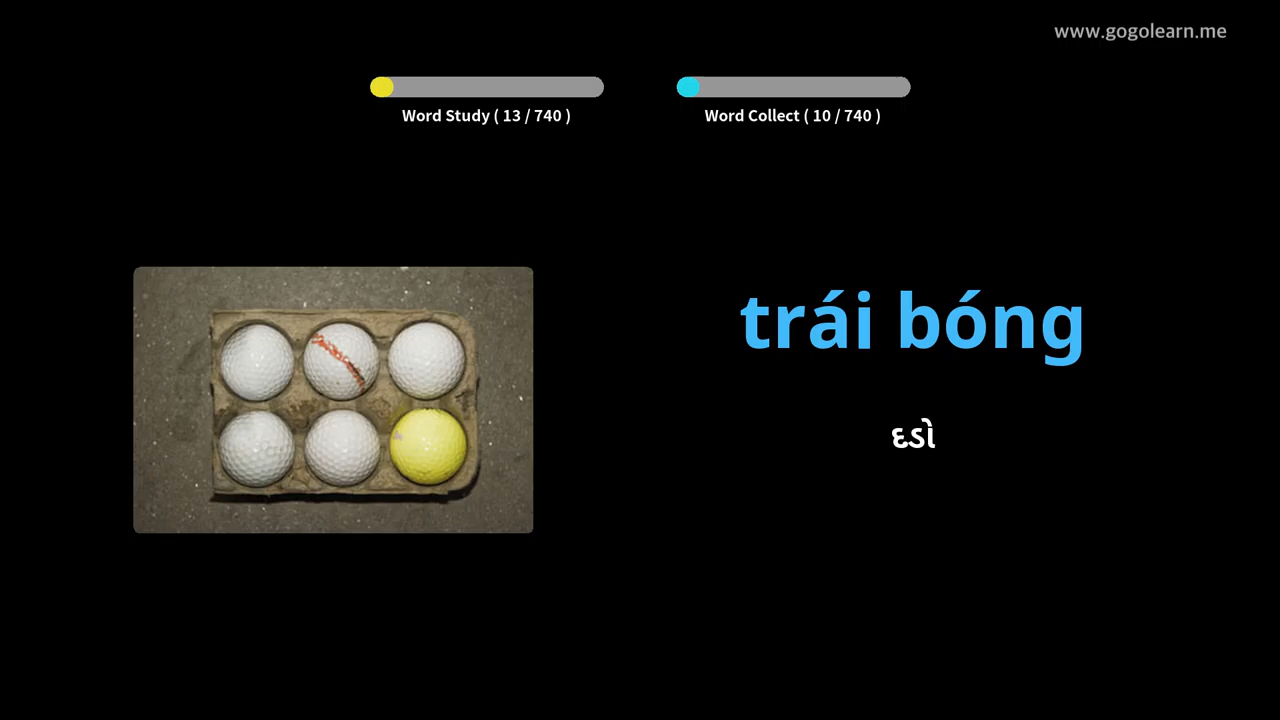 www.gogolearn.me
Word Study ( 13 / 740 )
Word Collect ( 10 / 740 )
trái bóng
દડો